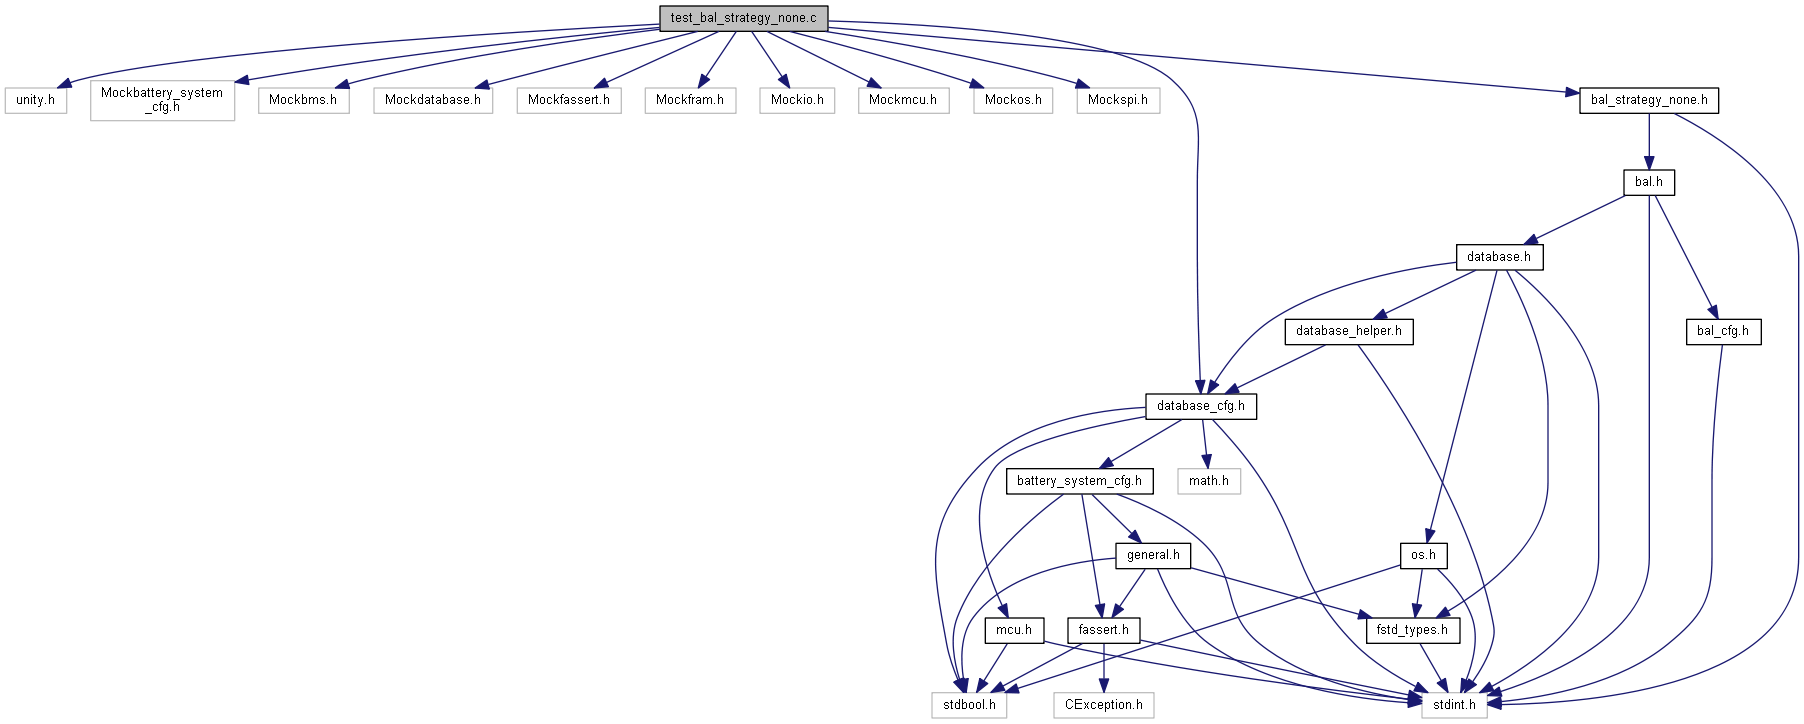 test_bal_strategy_none.c
unity.h
Mockbattery_system
_cfg.h
Mockbms.h
Mockdatabase.h
Mockfassert.h
Mockfram.h
Mockio.h
Mockmcu.h
Mockos.h
Mockspi.h
bal_strategy_none.h
bal.h
database.h
database_helper.h
bal_cfg.h
database_cfg.h
battery_system_cfg.h
math.h
general.h
os.h
mcu.h
fassert.h
fstd_types.h
stdbool.h
CException.h
stdint.h